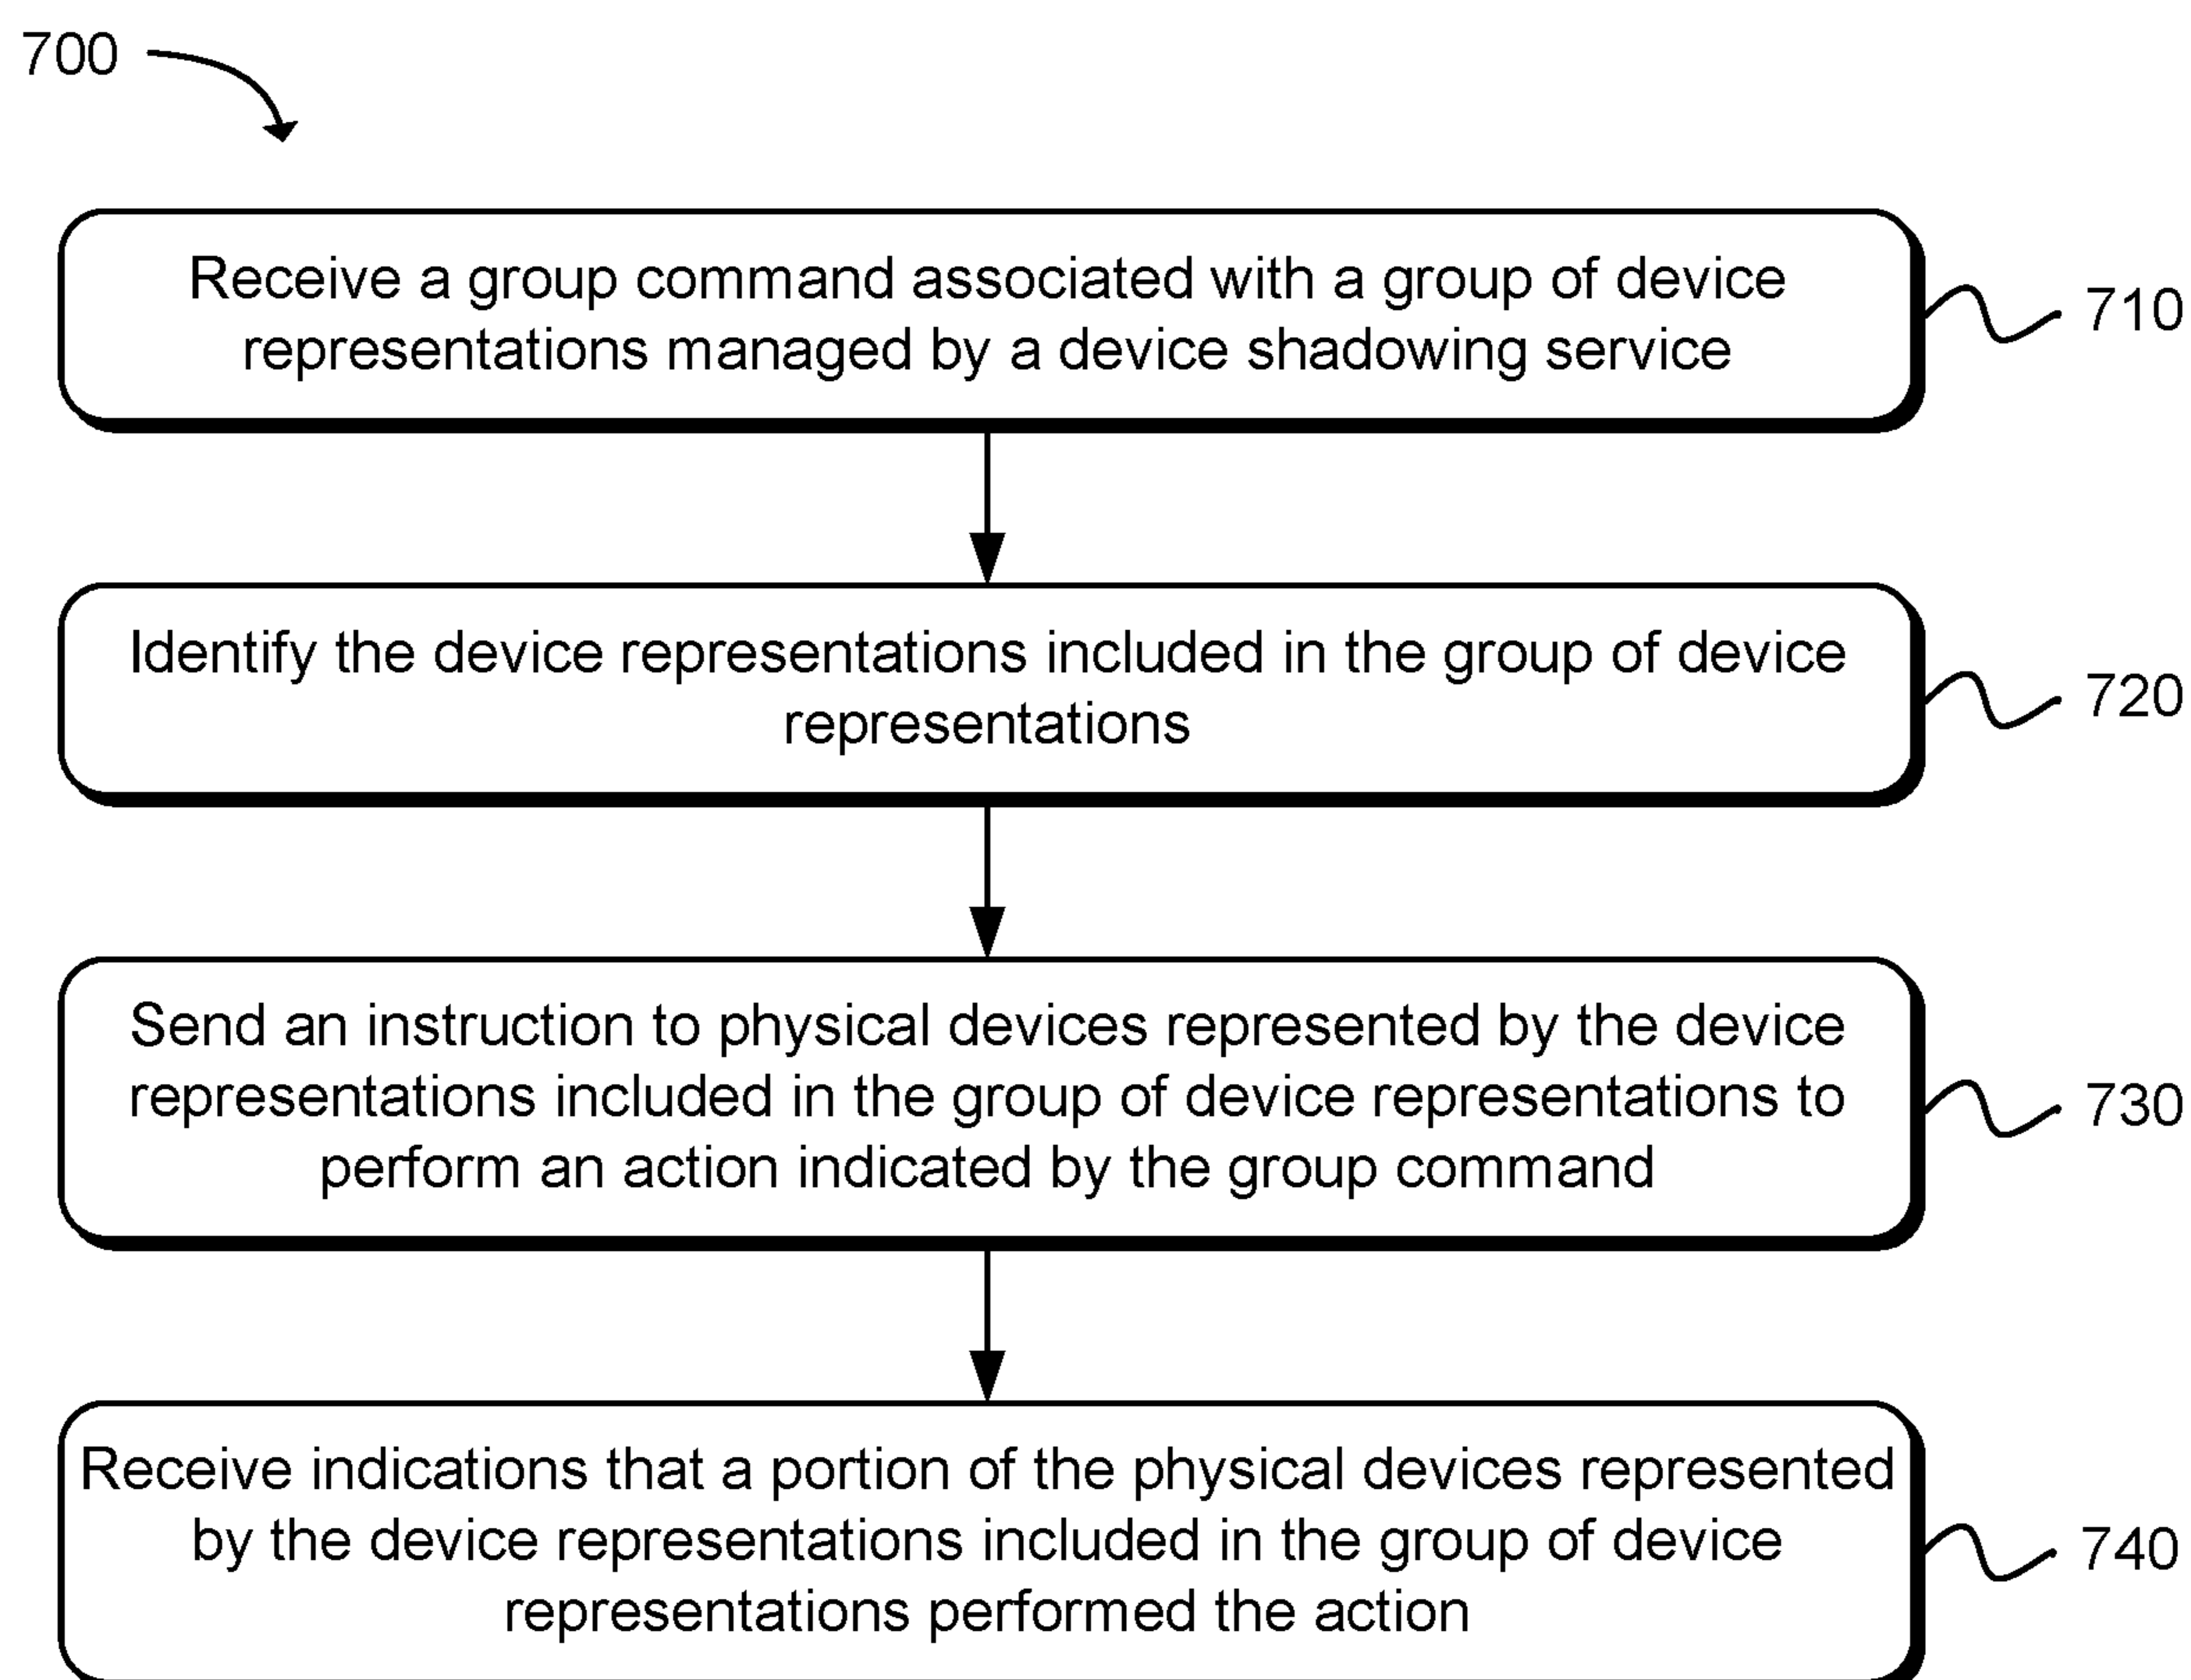 700
Receive a group command associated with a group of device
representations managed by a device shadowing service
710
Identify the device representations included in the group of device
representations
720
Send an instruction to physical devices represented by the device
representations included in the group of device representations to
perform an action indicated by the group command
730
Receive indications that a portion of the physical devices represented
by the device representations included in the group of device
representations performed the action
740